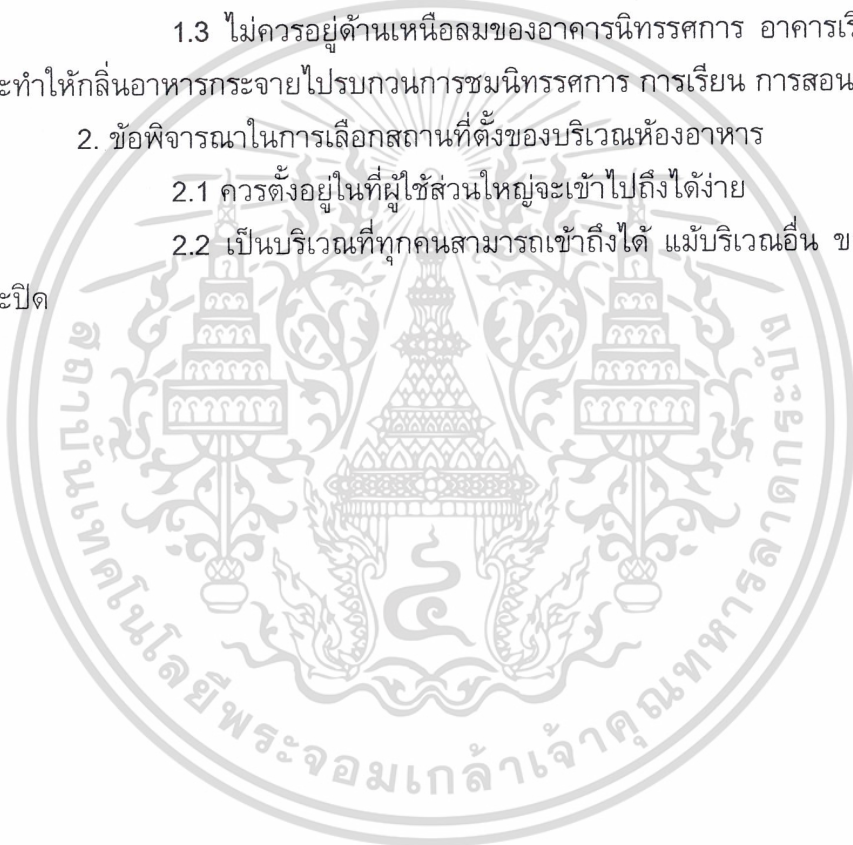 1.3 ไม่ควรอยู่ด้านเหนือลมของอาคารนิทรรศการ อาคารเรี
ะทำให้กลิ่นอาหารกระจายไปรบกวนการชมนิทรรศการ การเรียน การสอน
2. ข้อพิจารณาในการเลือกสถานที่ตั้งของบริเวณห้องอาหาร
2.1 ควรตั้งอยู่ในที่ผู้ใช้ส่วนใหญ่จะเข้าไปถึงได้ง่าย
2.2 เป็นบริเวณที่ทุกคนสามารถเข้าถึงได้ แม้บริเวณอื่น ข
ะปิด
สถาบันเทคโนโลยีพระจอมเกล้าเจ้าคุณทหารลาดกระบัง